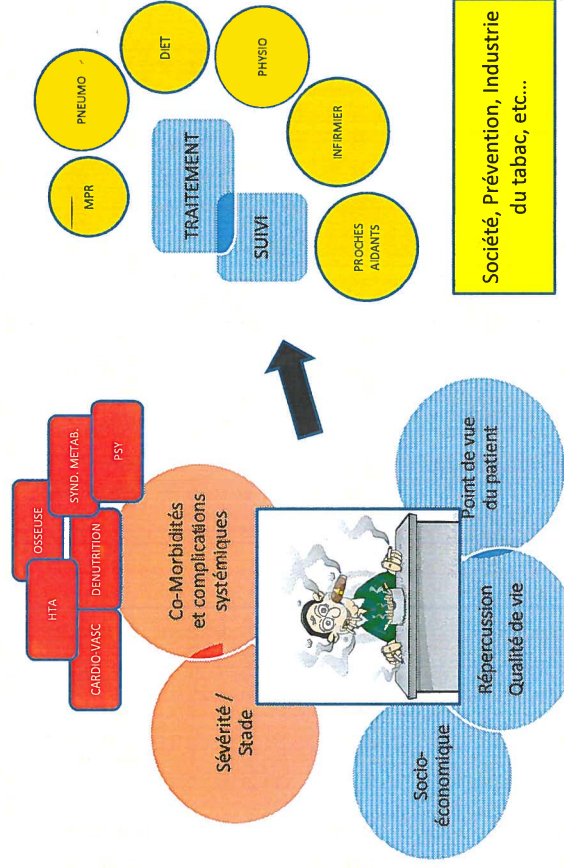 HTA
OSSEUSE
SYND. METAB.
CARDIO-VASC
DENUTRITION
PSY
Sévérité /
Stade
Co-Morbidités
et complications
systémiques
Socio-
économique
Répercussion
Qualité de vie
Point de vue
du patient
MPR
PNEUMO
DIET
PHYSIO
INFIRMIER
PROCHES
AIDANTS
TRAITEMENT
SUIVI
Société, Prévention, Industrie
du tabac, etc...